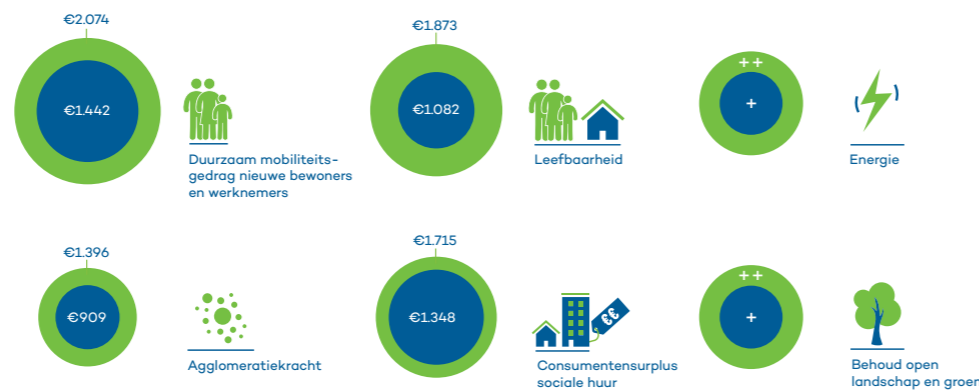 €2.074
€1.442
Duurzaam mobiliteits-
gedrag nieuwe bewoners
en werknemers
€1.873
€1.082
Leefbaarheid
++
+
Energie
€1.396
€909
Agglomeratiekracht
€1.715
€1.348
€€
Consumentensurplus
sociale huur
++
+
Behoud open
landschap en groen